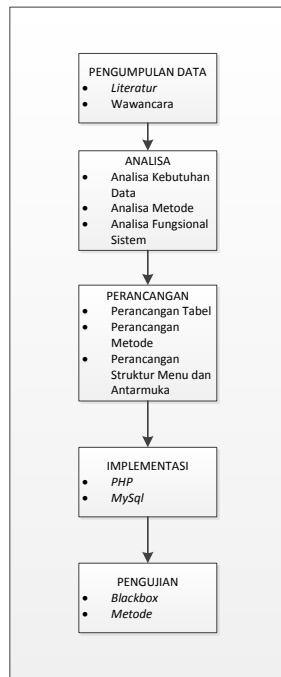 PENGUMPULAN DATA
• Literatur
• Wawancara
ANALISA
• Analisa Kebutuhan
Data
• Analisa Metode
• Analisa Fungsional
Sistem
PERANCANGAN
• Perancangan Tabel
• Perancangan
Metode
• Perancangan
Struktur Menu dan
Antarmuka
IMPLEMENTASI
• PHP
• MySql
PENGUJIAN
• Blackbox
• Metode